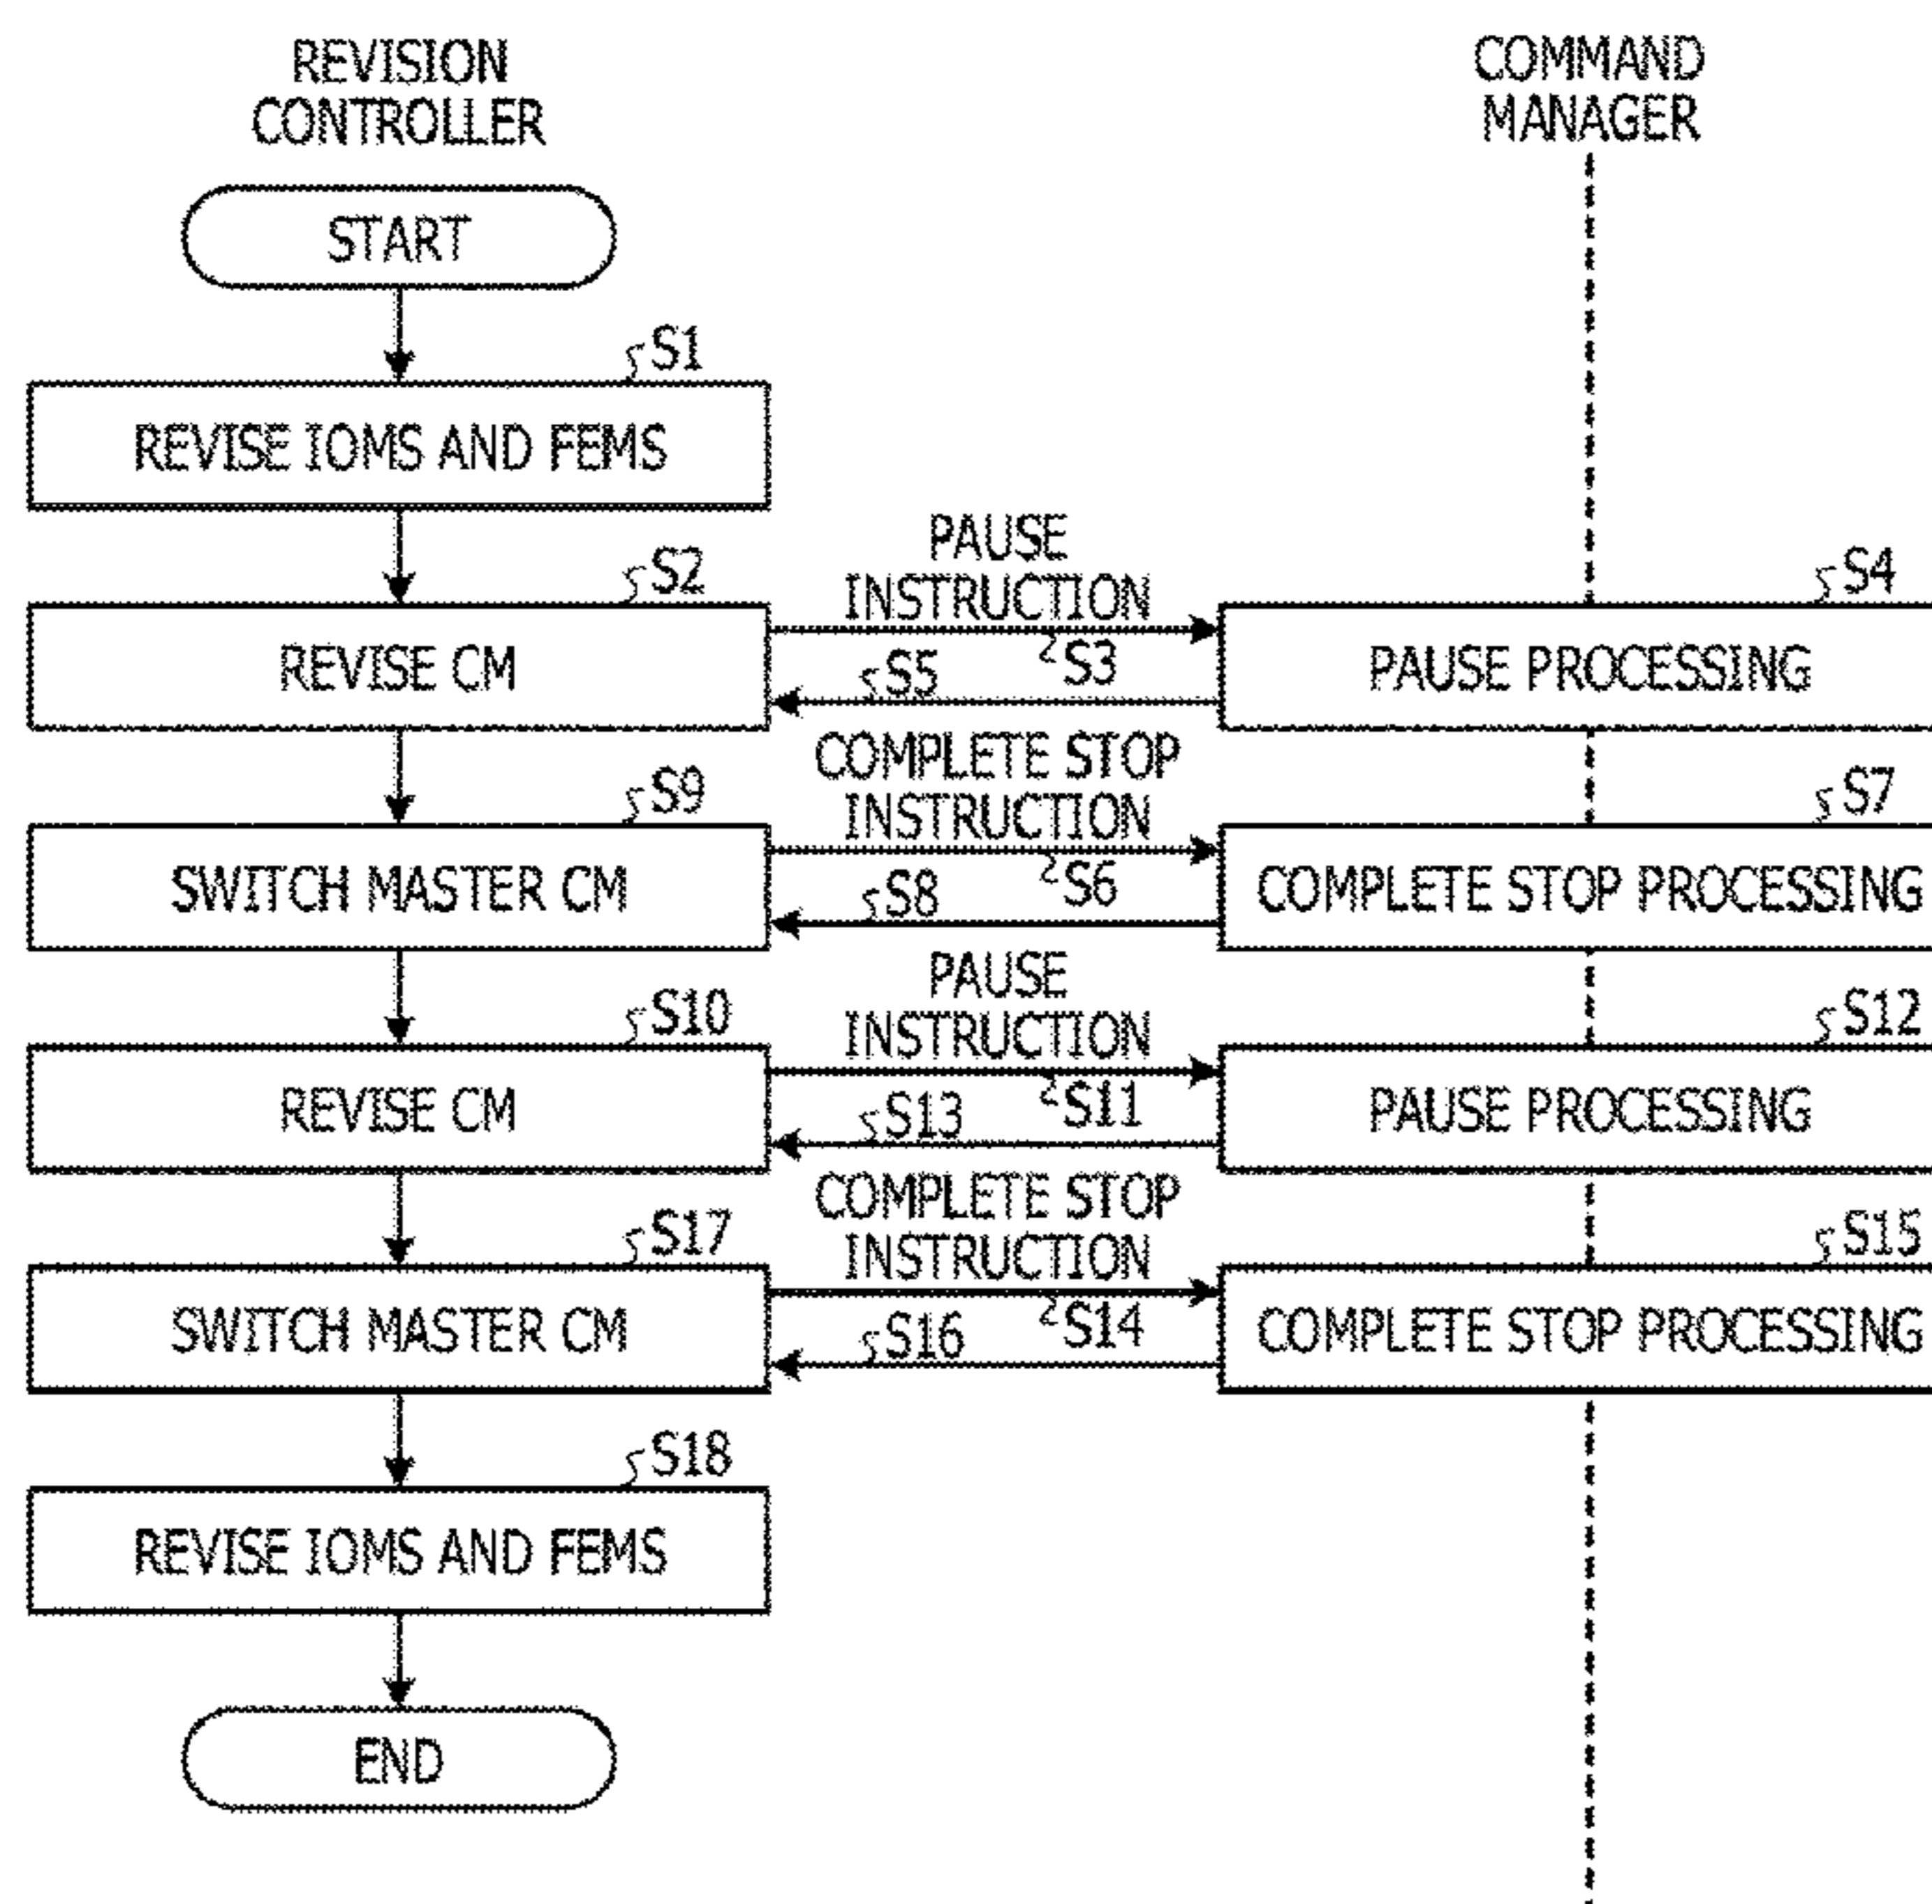 REVISION
CONTROLLER
COMMAND
MANAGER
START
S1
REVISE IOMS AND FEMS
S2
PAUSE
INSTRUCTION
S3
S4
REVISE CM
S5
PAUSE PROCESSING
S9
COMPLETE STOP
INSTRUCTION
S6
S7
SWITCH MASTER CM
S8
COMPLETE STOP PROCESSING
S10
PAUSE
INSTRUCTION
S11
S12
REVISE CM
S13
PAUSE PROCESSING
S17
COMPLETE STOP
INSTRUCTION
S14
S15
SWITCH MASTER CM
S16
COMPLETE STOP PROCESSING
S18
REVISE IOMS AND FEMS
END